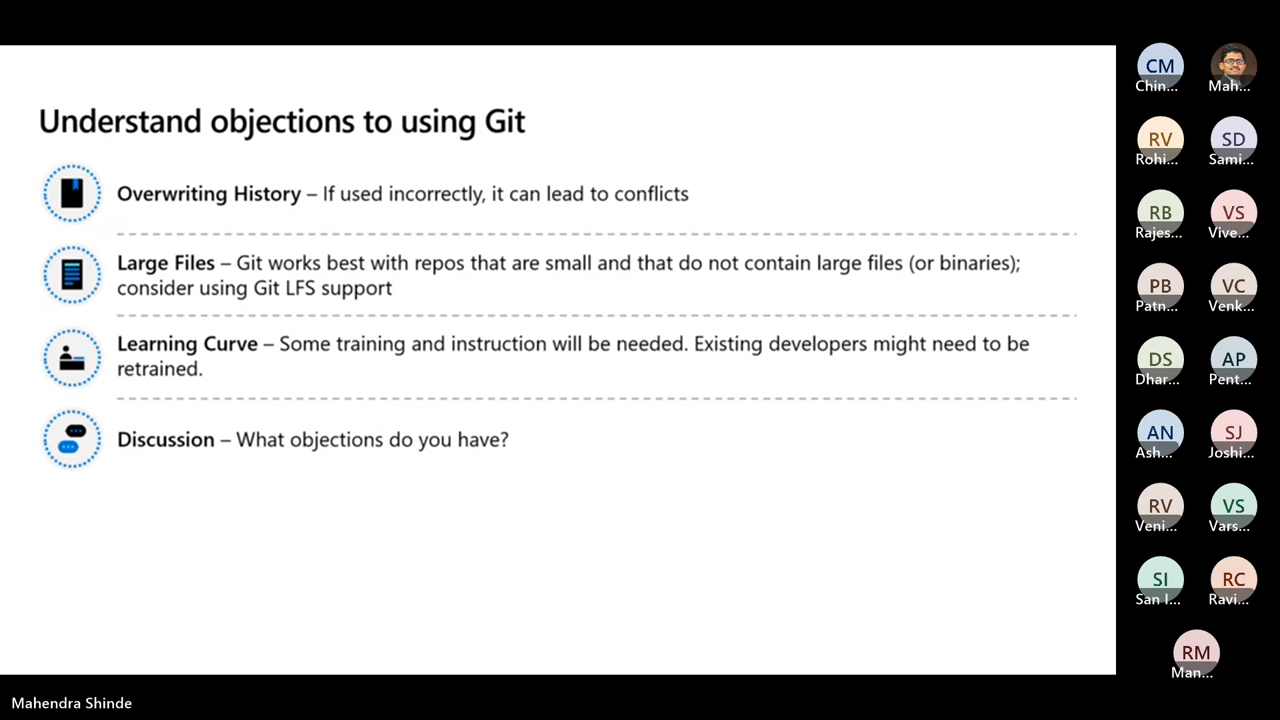 Understand objections to using Git
Overwriting History – If used incorrectly, it can lead to conflicts
Large Files – Git works best with repos that are small and that do not contain large files (or binaries);
consider using Git LFS support
Learning Curve – Some training and instruction will be needed. Existing developers might need to be
retrained.
Discussion – What objections do you have?
CM
Chin...
Mah...
RV
Rohi...
SD
Sami...
RB
Rajes...
VS
Vive...
PB
Patn...
VC
Venk...
DS
Dhar...
AP
Pent...
AN
Ash...
SJ
Joshi...
RV
Veni...
VS
Vars...
SI
San I...
RC
Ravi...
RM
Man...
Mahendra Shinde